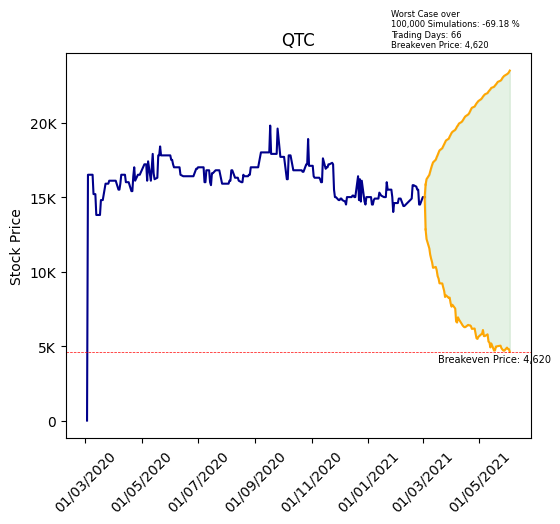 Worst Case over
100,000 Simulations: -69.18 %
Trading Days: 66
Breakeven Price: 4,620
QTC
Stock Price
20K
15K
10K
5K
0
Breakeven Price: 4,620
01/03/2020
01/05/2020
01/07/2020
01/09/2020
01/11/2020
01/01/2021
01/03/2021
01/05/2021